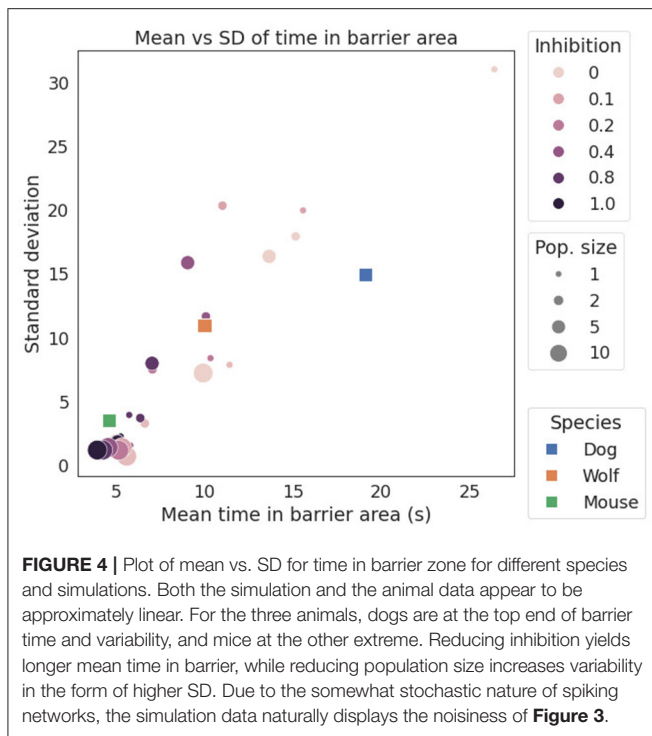 Mean vs SD of time in barrier area
Standard deviation
30
25
20
15
10
5
0
5
10
15
20
25
Mean time in barrier area (s)
Inhibition
0
0.1
0.2
0.4
0.8
1.0
Pop. size
1
2
5
10
Species
Dog
Wolf
Mouse
FIGURE 4 | Plot of mean vs. SD for time in barrier zone for different species
and simulations. Both the simulation and the animal data appear to be
approximately linear. For the three animals, dogs are at the top end of barrier
time and variability, and mice at the other extreme. Reducing inhibition yields
longer mean time in barrier, while reducing population size increases variability
in the form of higher SD. Due to the somewhat stochastic nature of spiking
networks, the simulation data naturally displays the noisiness of Figure 3.